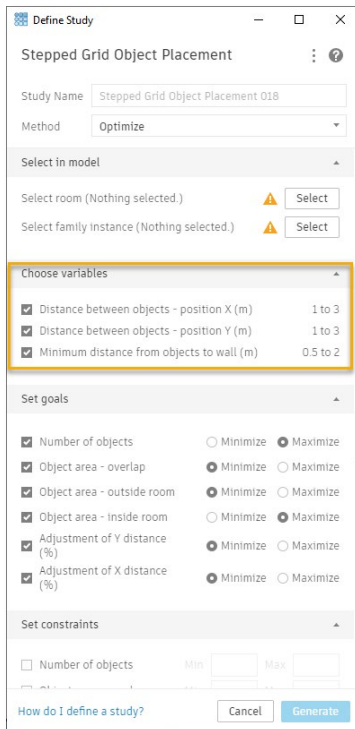 Define Study
Stepped Grid Object Placement
Study Name Stepped Grid Object Placement 018
Method Optimize
Select in model
Select room (Nothing selected.) Select
Select family instance (Nothing selected.) Select
Choose variables
Distance between objects - position X (m) 1 to 3
Distance between objects - position Y (m) 1 to 3
Minimum distance from objects to wall (m) 0.5 to 2
Set goals
Number of objects Minimize Maximize
Object area - overlap Minimize Maximize
Object area - outside room Minimize Maximize
Object area - inside room Minimize Maximize
Adjustment of Y distance
(%) Minimize Maximize
Adjustment of X distance
(%) Minimize Maximize
Set constraints
Number of objects Min Max
How do I define a study? Cancel Generate